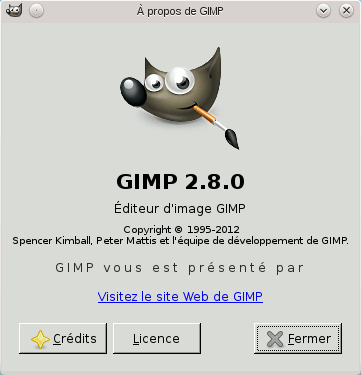 À propos de GIMP
GIMP 2.8.0
Éditeur d'image GIMP
Copyright © 1995-2012
Spencer Kimball, Peter Mattis et l'équipe de développement de GIMP.
GIMP vous est présenté par
Visitez le site Web de GIMP
Crédits Licence Fermer